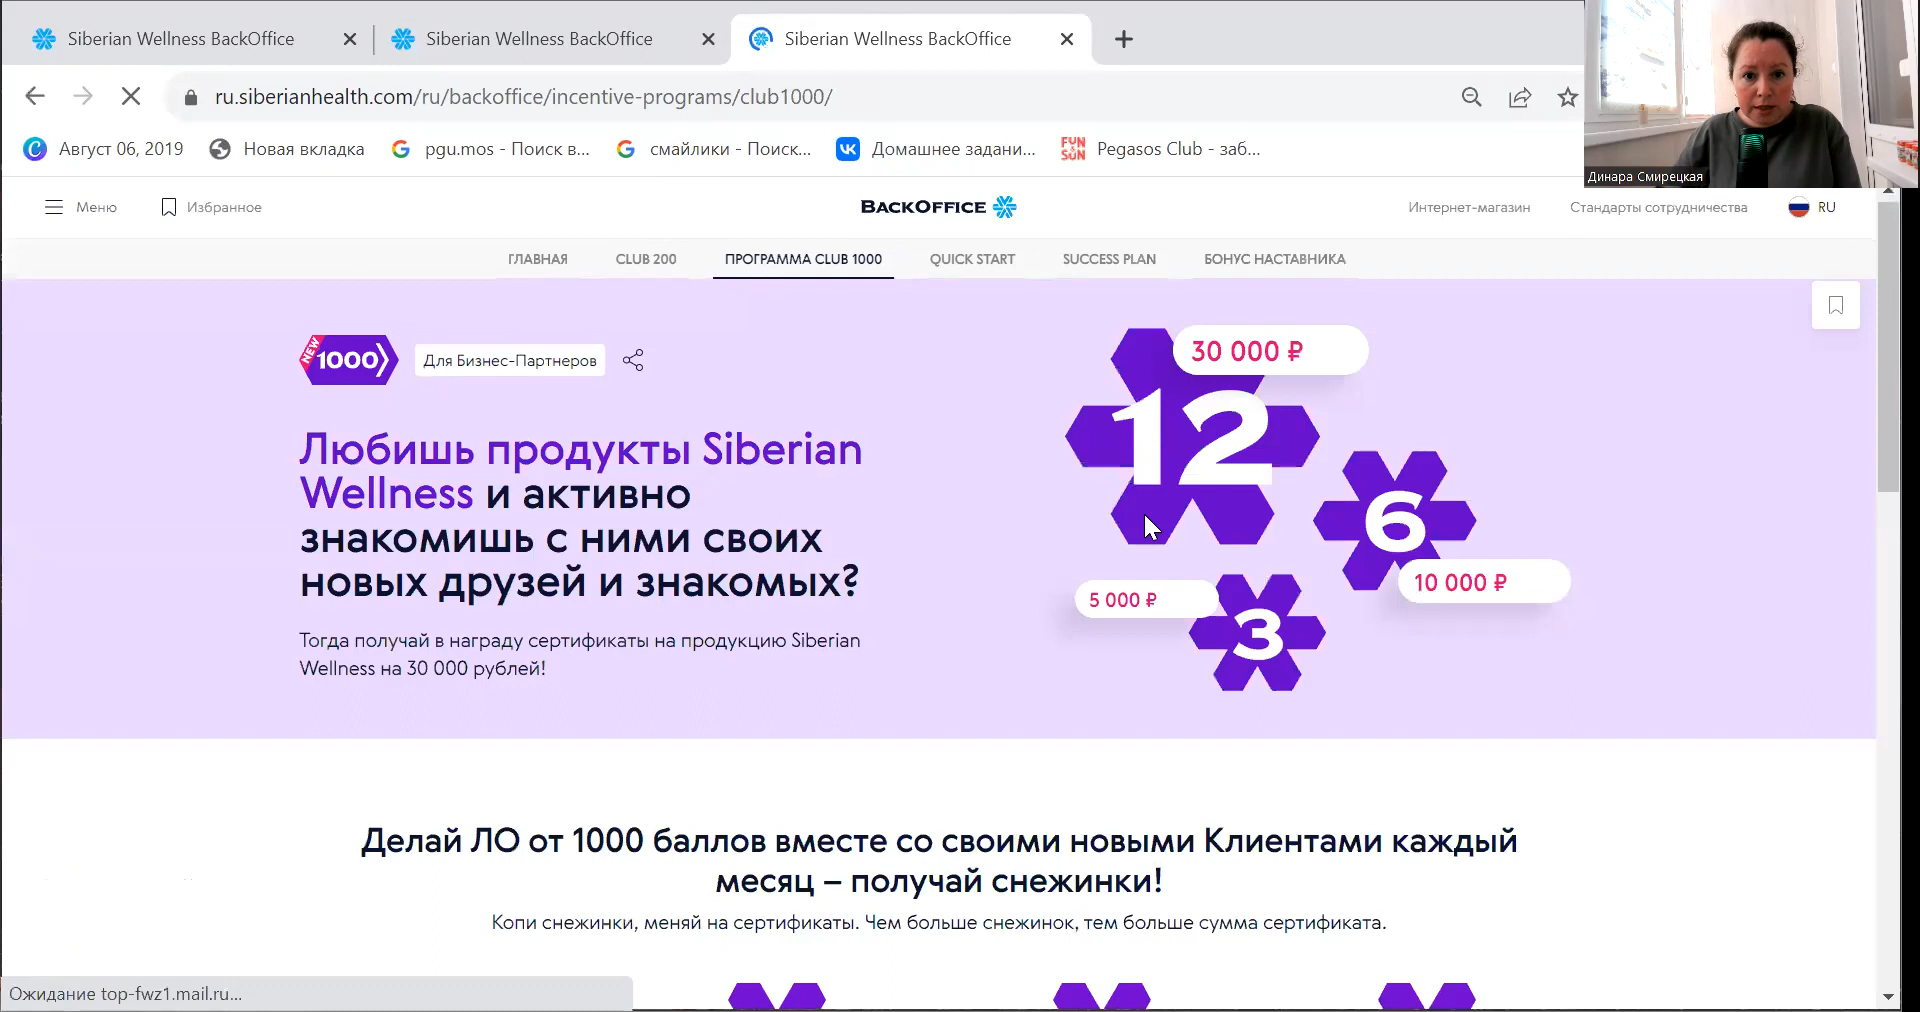 Siberian Wellness BackOffice
Siberian Wellness BackOffice
Siberian Wellness BackOffice
ru.siberianhealth.com/ru/backoffice/incentive-programs/club1000/
Август 06, 2019
Новая вкладка
pgu.mos - Поиск в...
смайлики - Поиск...
Домашнее задани...
FUN&SUN
Pegasos Club - заб...
Динара Смирецкая
Меню
Избранное
BACKOFFICE
Интернет-магазин
Стандарты сотрудничества
RU
ГЛАВНАЯ
CLUB 200
ПРОГРАММА CLUB 1000
QUICK START
SUCCESS PLAN
БОНУС НАСТАВНИКА
NEW
1000
Для Бизнес-Партнеров
Любишь продукты Siberian
Wellness и активно
знакомишь с ними своих
новых друзей и знакомых?
Тогда получай в награду сертификаты на продукцию Siberian
Wellness на 30 000 рублей!
30 000 ₽
12
6
10 000 ₽
5 000 ₽
3
Делай ЛО от 1000 баллов вместе со своими новыми Клиентами каждый
месяц – получай снежинки!
Копи снежинки, меняй на сертификаты. Чем больше снежинок, тем больше сумма сертификата.
Ожидание top-fwz1.mail.ru...